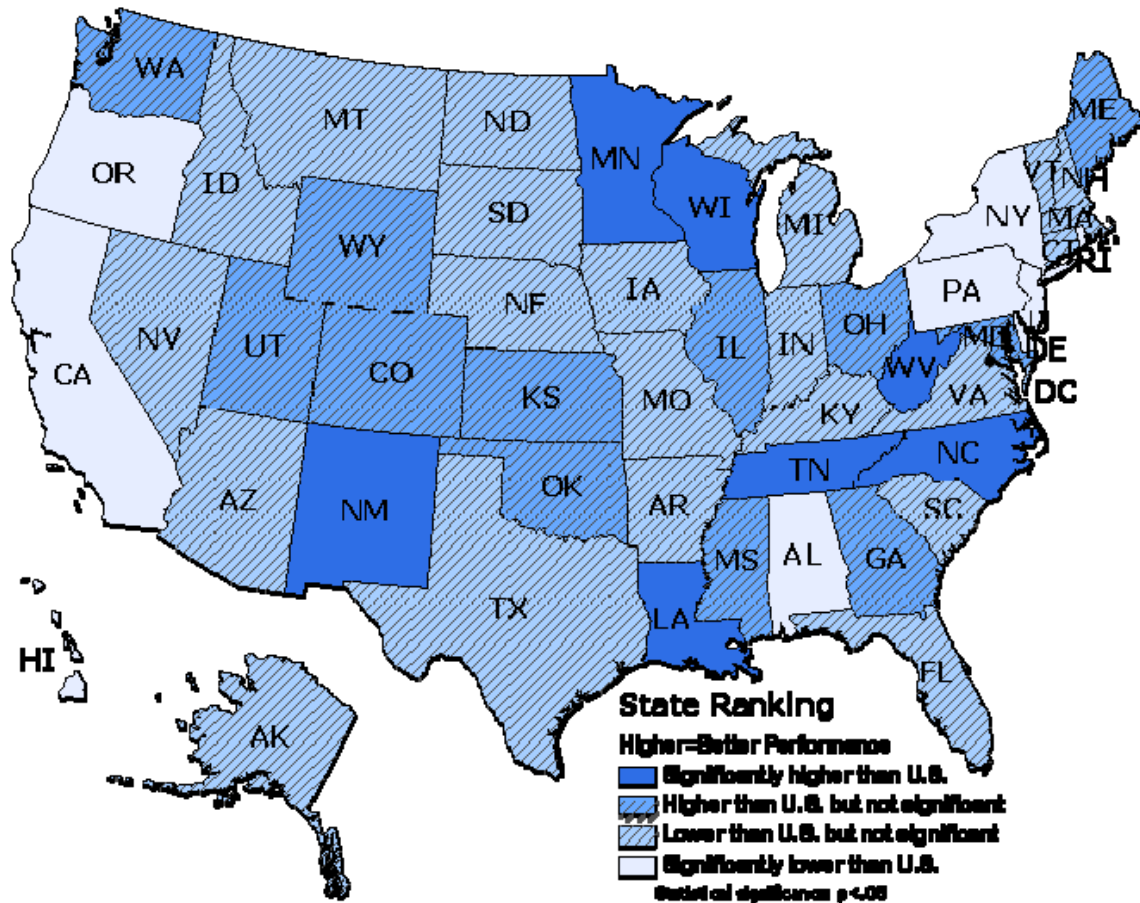 WA
MT
ND
MN
ME
OR
ID
SD
WI
MI
VT
NH
NY
MA
WY
CT
RI
NF
IA
PA
NV
UT
CO
IL
IN
OH
MD
DE
CA
KS
MO
WV
VA
DC
KY
AZ
NM
OK
AR
TN
NC
SC
TX
MS
AL
GA
LA
HI
FL
AK
State Ranking
Higher=Better Performance
Significantly higher than U.S.
Higher than U.S. but not significant
Lower than U.S. but not significant
Significantly lower than U.S.
Statistical significance p <.05